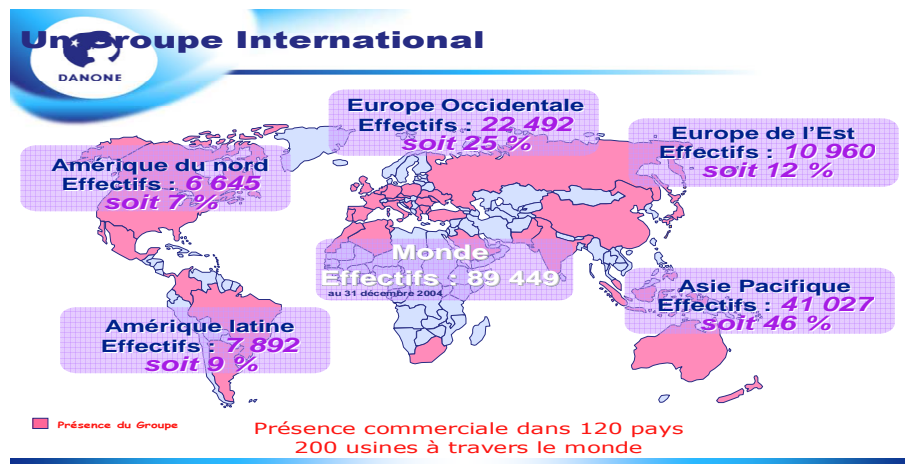 Un Groupe International
DANONE
Europe Occidentale
Effectifs : 22 492
soit 25 %
Europe de l'Est
Effectifs : 10 960
soit 12 %
Amérique du nord
Effectifs : 6 645
soit 7 %
Monde
Effectifs : 89 449
au 31 décembre 2004
Asie Pacifique
Effectifs : 41 027
soit 46 %
Amérique latine
Effectifs : 7 892
soit 9 %
Présence du Groupe
Présence commerciale dans 120 pays
200 usines à travers le monde